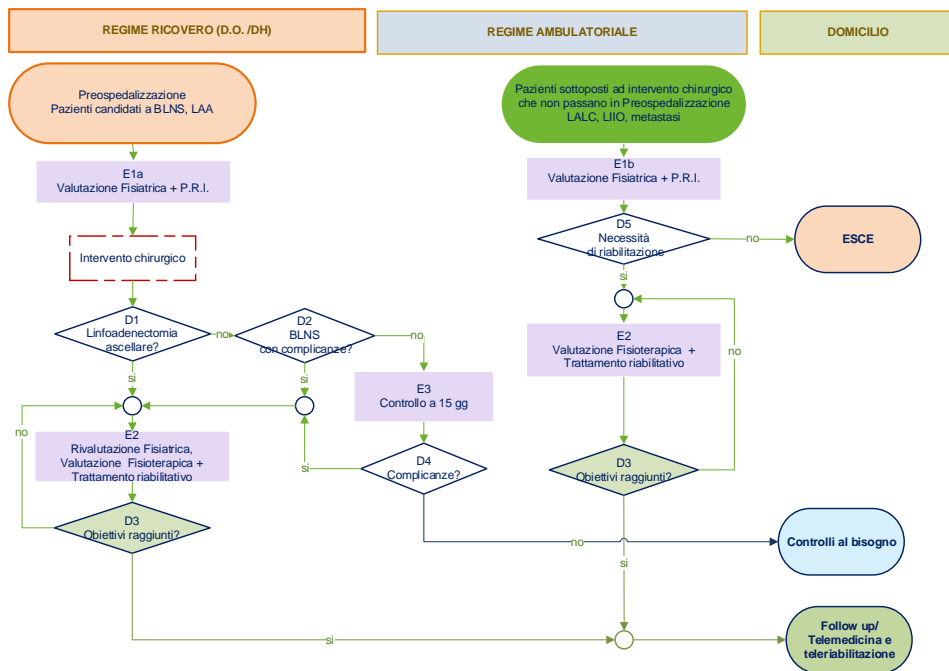 REGIME RICOVERO (D.O. /DH)
REGIME AMBULATORIALE
DOMICILIO
Preospedalizzazione
Pazienti candidati a BLNS, LAA
Pazienti sottoposti ad intervento chirurgico
che non passano in Preospedalizzazione
LALC, LIIO, metastasi
E1a
Valutazione Fisiatrica + P.R.I.
E1b
Valutazione Fisiatrica + P.R.I.
D5
Necessità
di riabilitazione
no
ESCE
si
Intervento chirurgico
D1
Linfoadenectomia
ascellare?
no
D2
BLNS
con complicanze?
no
si
si
E3
Controllo a 15 gg
E2
Valutazione Fisioterapica +
Trattamento riabilitativo
no
no
E2
Rivalutazione Fisiatrica,
Valutazione Fisioterapica +
Trattamento riabilitativo
si
D4
Complicanze?
D3
Obiettivi raggiunti?
D3
Obiettivi raggiunti?
no
Controlli al bisogno
si
si
Follow up/
Telemedicina e
teleriabilitazione